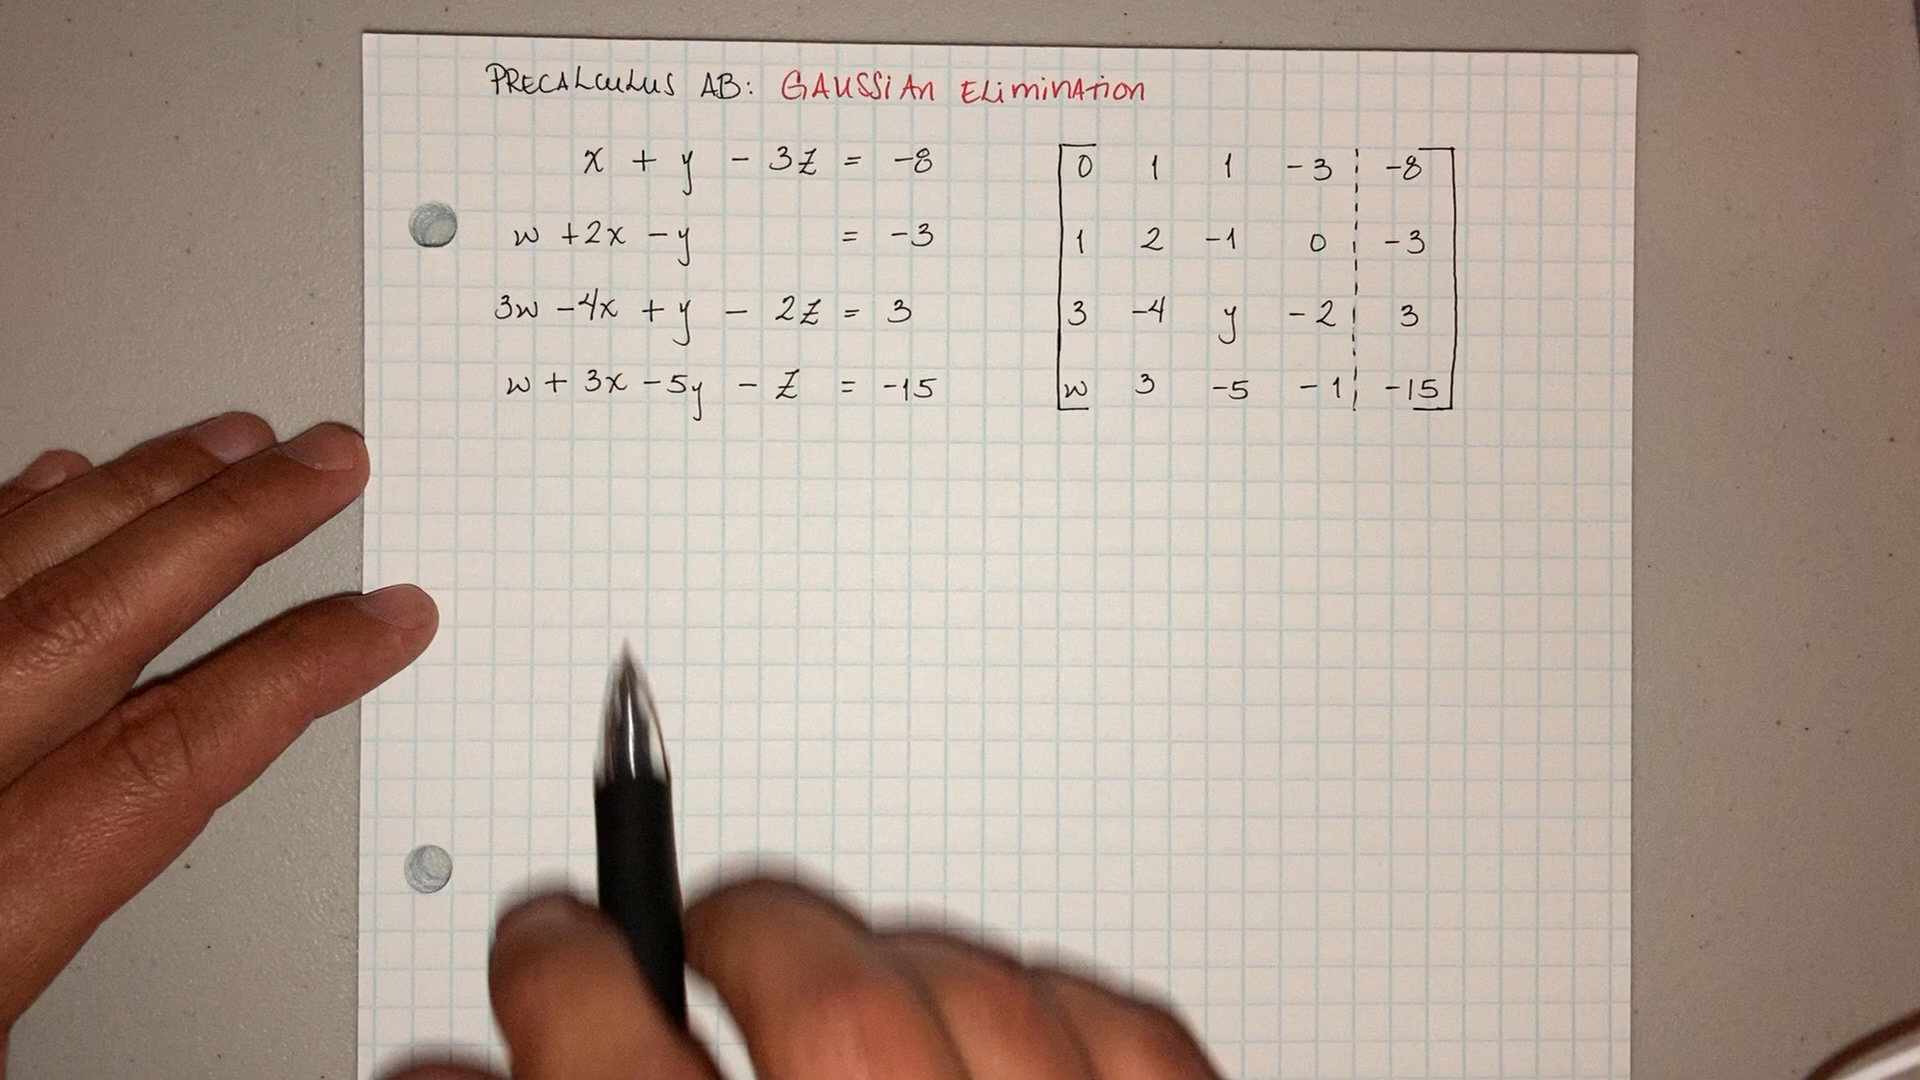 PRECALCULUS AB: GAUSSIAN ELIMINATION
x + y - 3z = -8
w + 2x - y = -3
3w - 4x + y - 2z = 3
w + 3x - 5y - z = -15
0 1 1 -3 -8
1 2 -1 0 -3
3 -4 y -2 3
w 3 -5 -1 -15